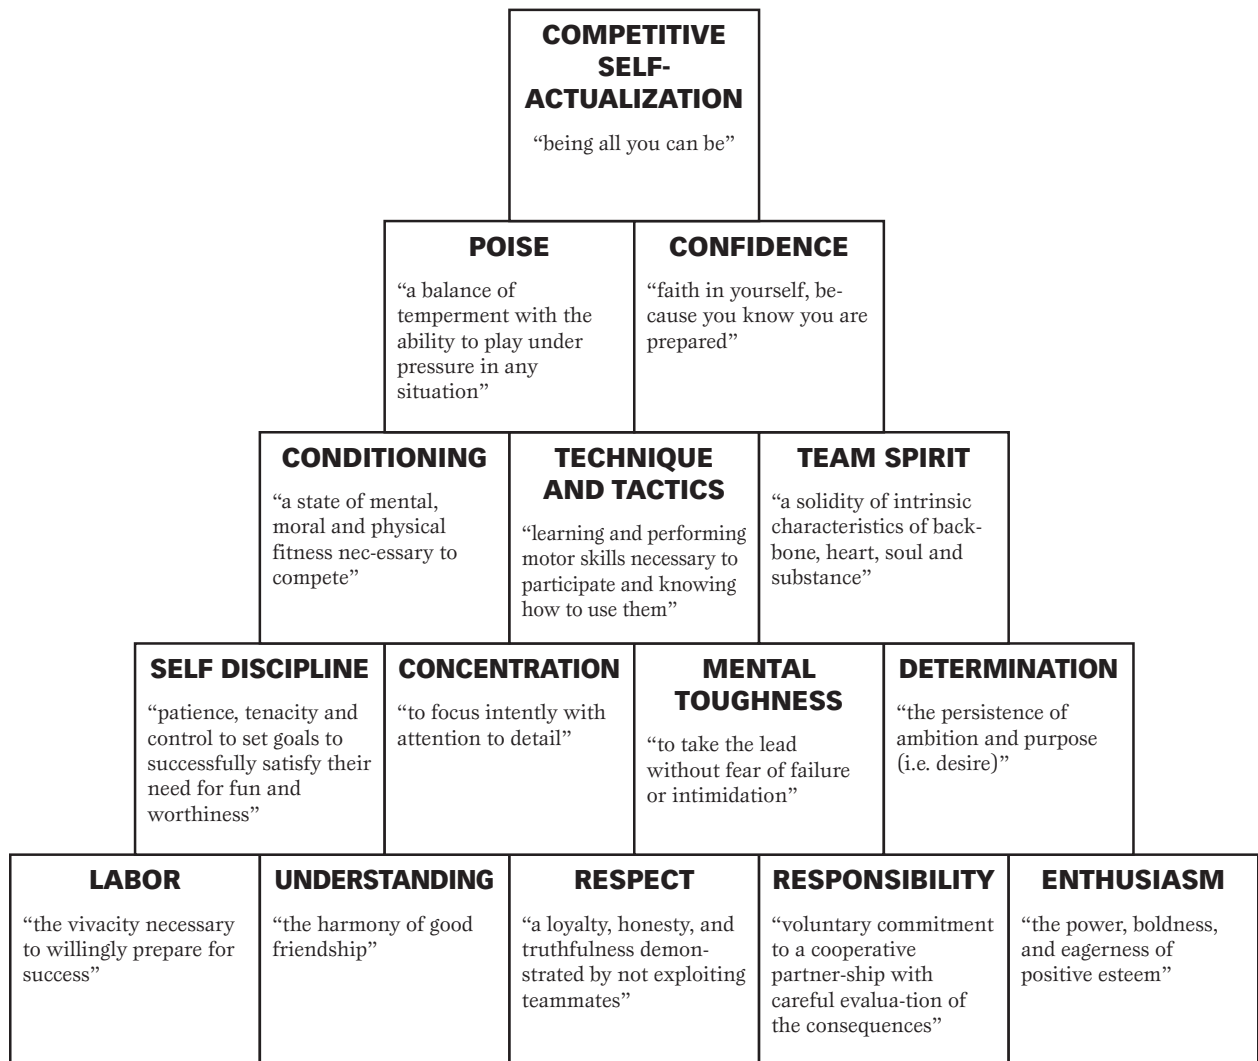 COMPETITIVE
SELF-
ACTUALIZATION
“being all you can be”
POISE
“a balance of
temperment with the
ability to play under
pressure in any
situation”
CONFIDENCE
“faith in yourself, be-
cause you know you are
prepared”
CONDITIONING
“a state of mental,
moral and physical
fitness nec-essary to
compete”
TECHNIQUE
AND TACTICS
“learning and performing
motor skills necessary to
participate and knowing
how to use them”
TEAM SPIRIT
“a solidity of intrinsic
characteristics of back-
bone, heart, soul and
substance”
SELF DISCIPLINE
“patience, tenacity and
control to set goals to
successfully satisfy their
need for fun and
worthiness”
CONCENTRATION
“to focus intently with
attention to detail”
MENTAL
TOUGHNESS
“to take the lead
without fear of failure
or intimidation”
DETERMINATION
“the persistence of
ambition and purpose
(i.e. desire)”
LABOR
“the vivacity necessary
to willingly prepare for
success”
UNDERSTANDING
“the harmony of good
friendship”
RESPECT
“a loyalty, honesty, and
truthfulness demon-
strated by not exploiting
teammates”
RESPONSIBILITY
“voluntary commitment
to a cooperative
partner-ship with
careful evalua-tion of
the consequences”
ENTHUSIASM
“the power, boldness,
and eagerness of
positive esteem”